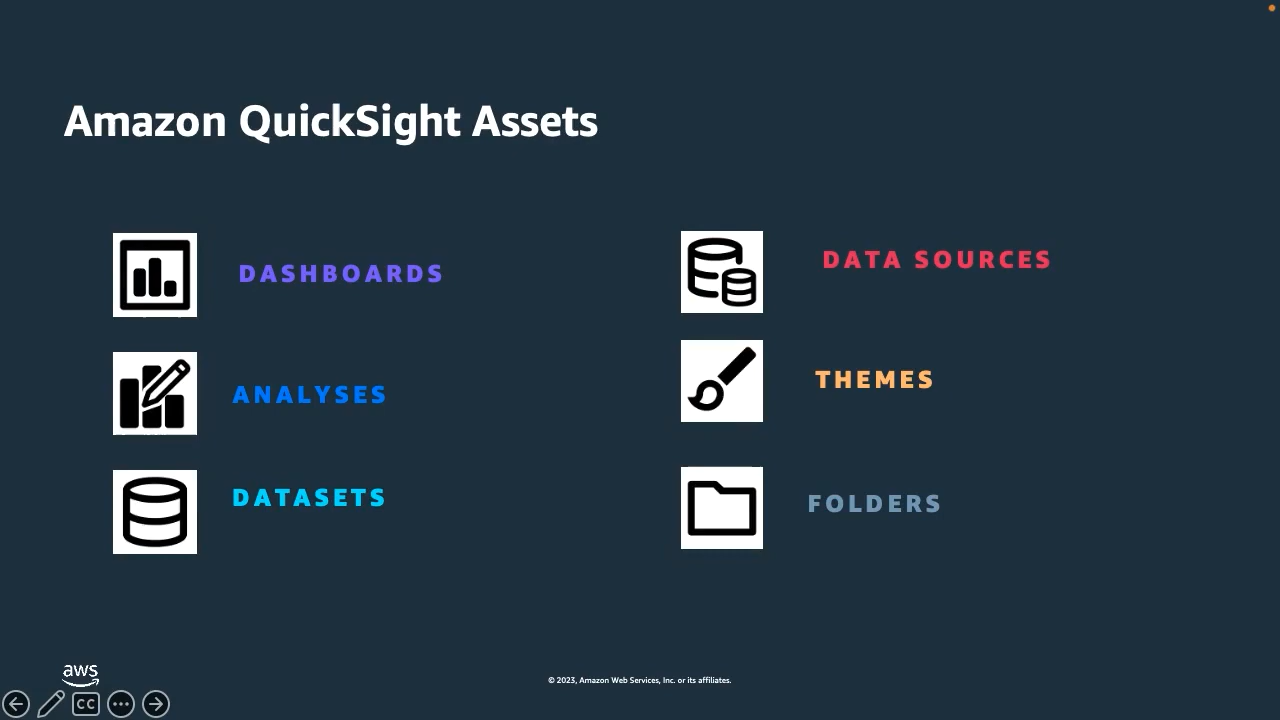 Amazon QuickSight Assets
DASHBOARDS
ANALYSES
DATASETS
DATA SOURCES
THEMES
FOLDERS
aws
© 2023, Amazon Web Services, Inc. or its affiliates.
CC